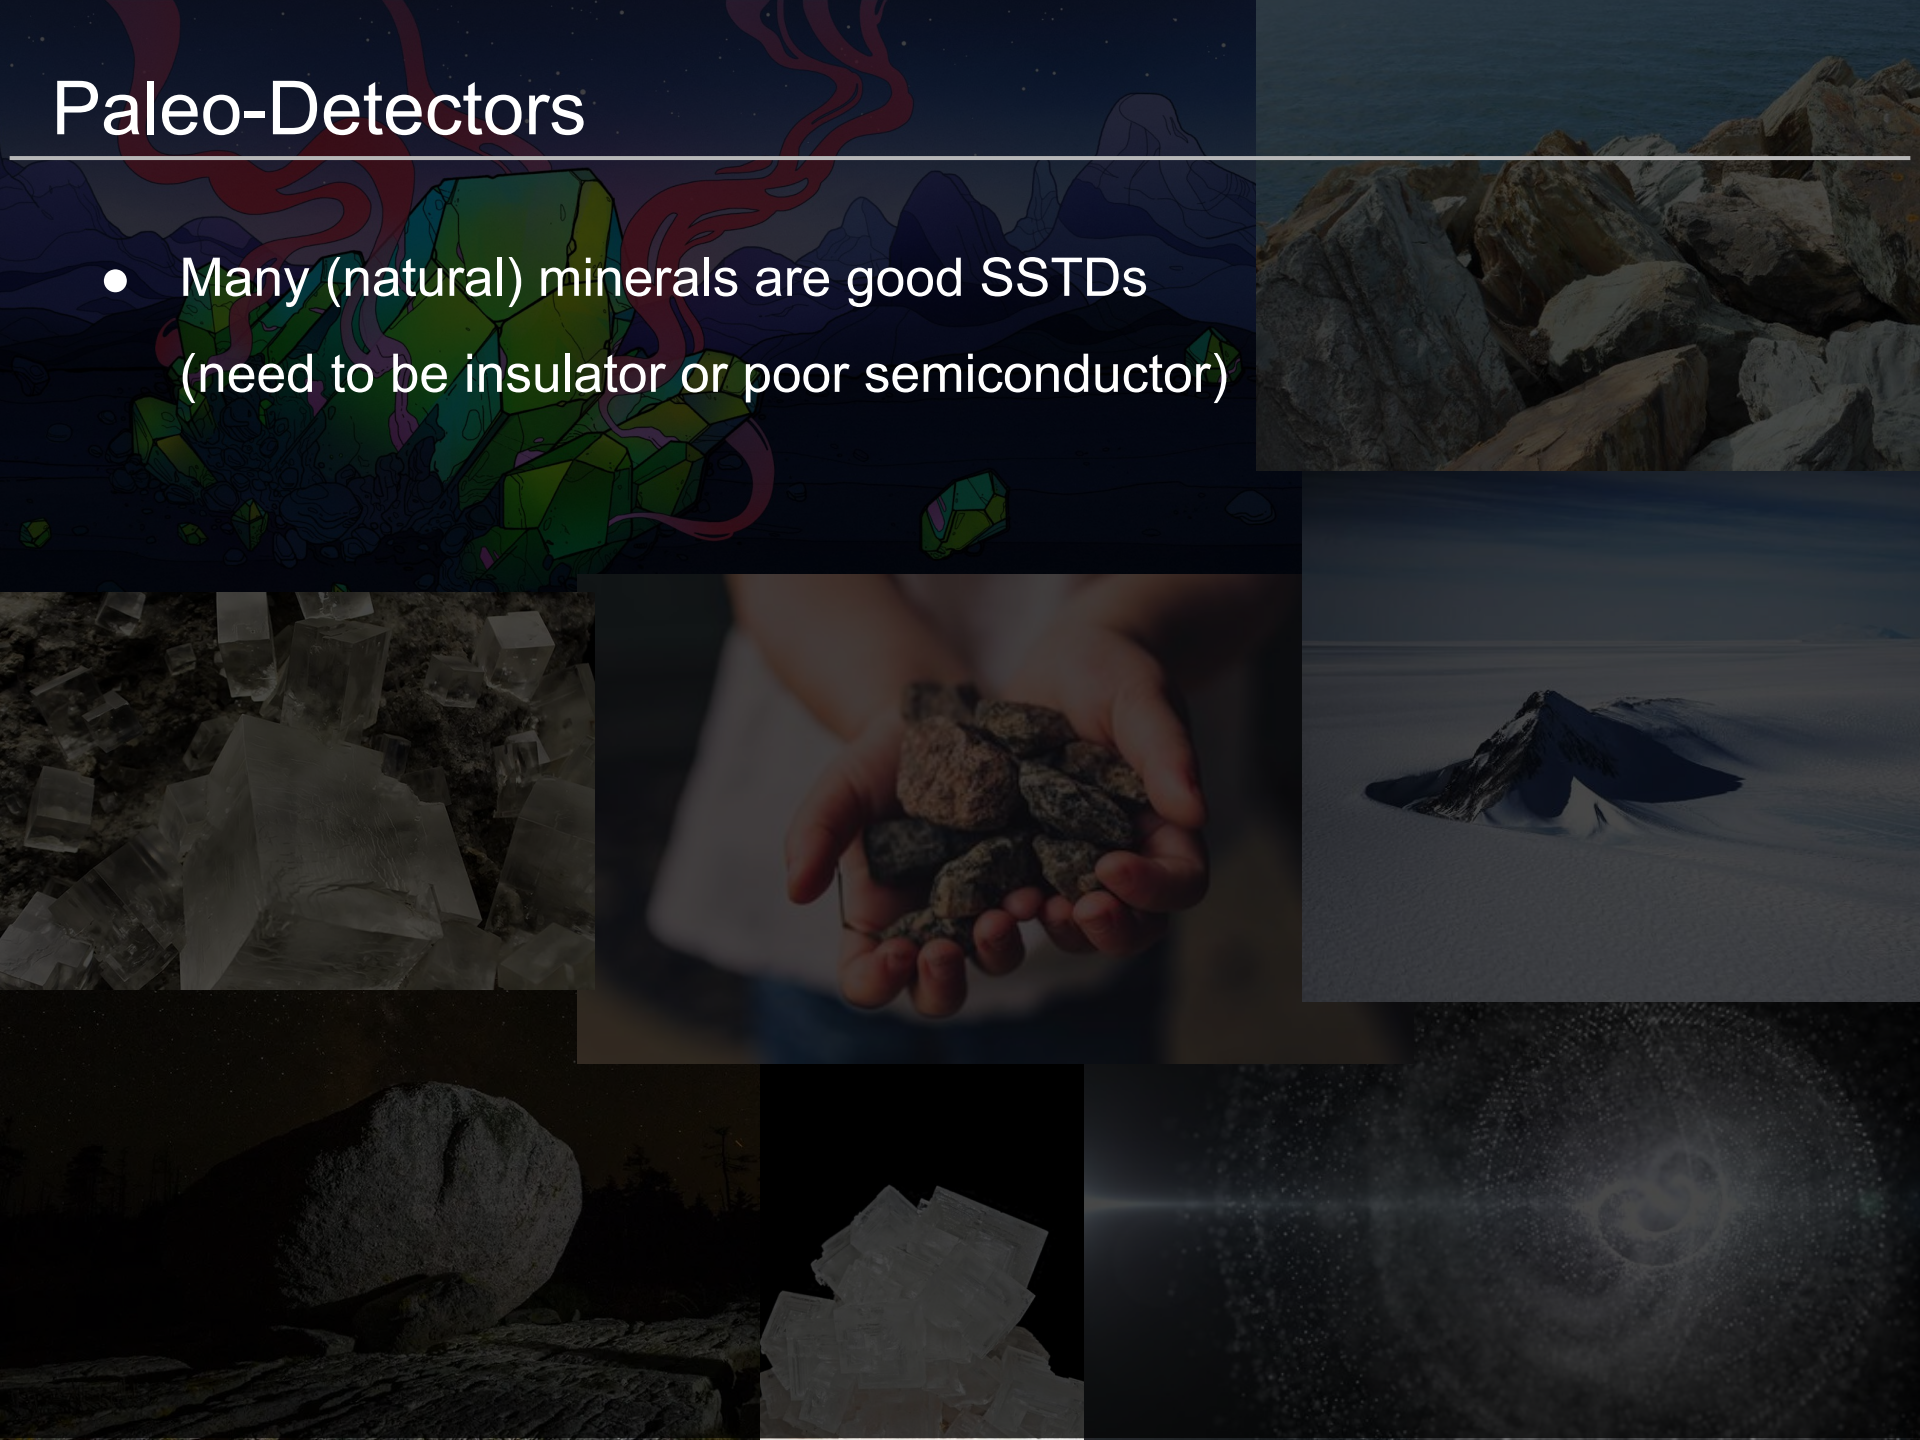 Paleo-Detectors
● Many (natural) minerals are good SSTDs
(need to be insulator or poor semiconductor)